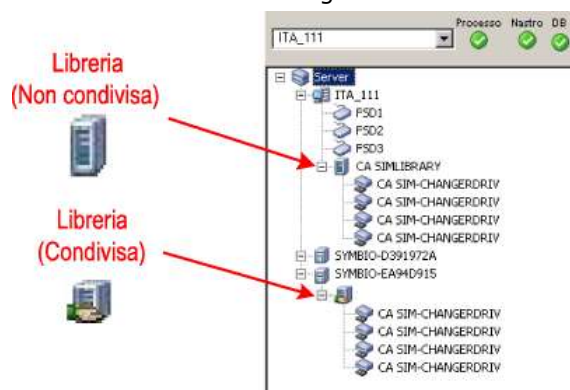 Processo Nastro DB
ITA_111
Libreria
(Non condivisa)
Server
ITA_111
FSD1
FSD2
FSD3
CA SIMLIBRARY
CA SIM-CHANGERDRIV
CA SIM-CHANGERDRIV
CA SIM-CHANGERDRIV
CA SIM-CHANGERDRIV
Libreria
(Condivisa)
SYMBIO-D391972A
SYMBIO-EA94D915
CA SIM-CHANGERDRIV
CA SIM-CHANGERDRIV
CA SIM-CHANGERDRIV
CA SIM-CHANGERDRIV